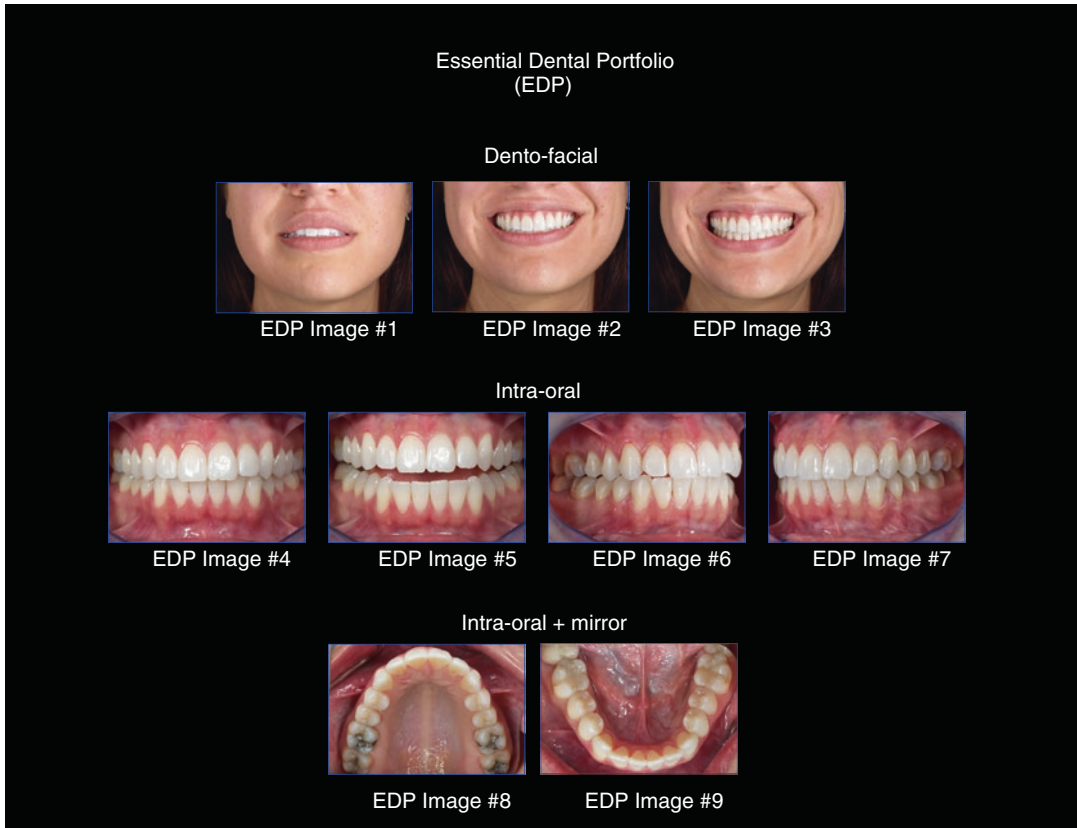 Essential Dental Portfolio
(EDP)
Dento-facial
EDP Image #1
EDP Image #2
EDP Image #3
Intra-oral
EDP Image #4
EDP Image #5
EDP Image #6
EDP Image #7
Intra-oral + mirror
EDP Image #8
EDP Image #9